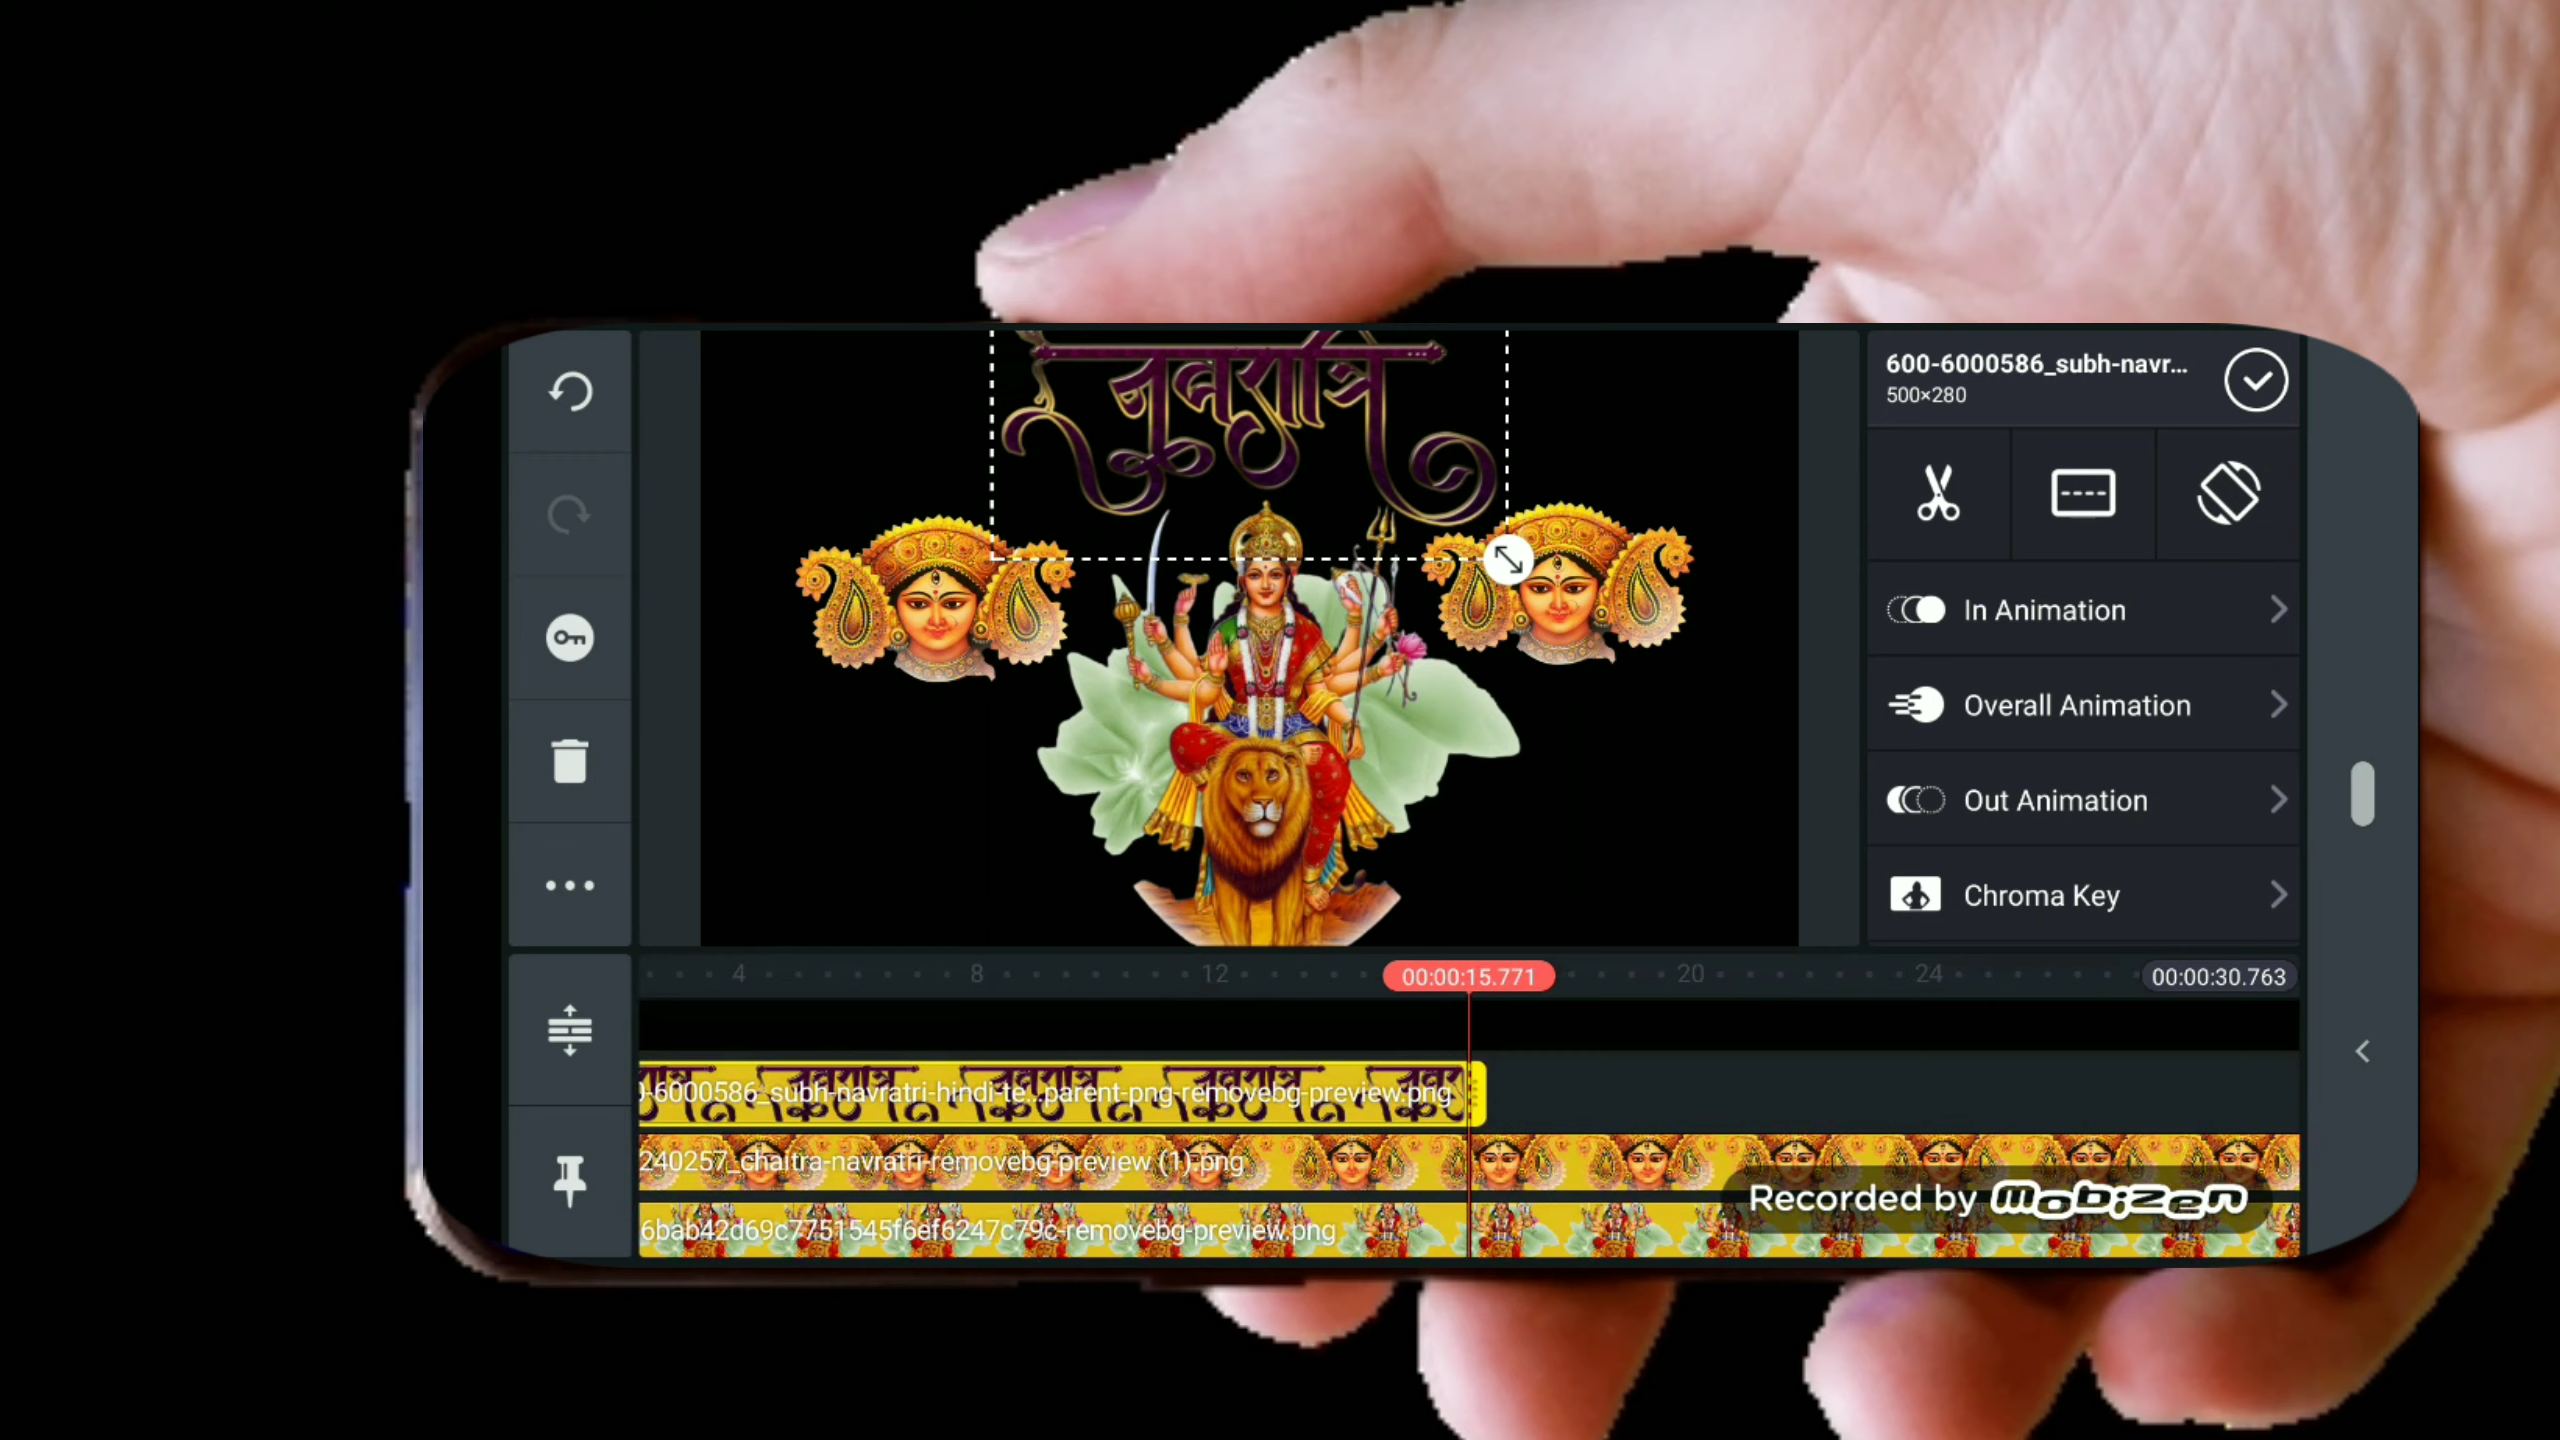 नवरात्रि
600-6000586_subh-navr...
500×280
In Animation
Overall Animation
Out Animation
Chroma Key
4 8 12 00:00:15.771 20 24 00:00:30.763
-6000586_subh-navratri-hindi-te...parent-png-removebg-preview.png
240257_chaitra-navratri-removebg-preview (1).png
6bab42d69c7751545f6ef6247c79c-removebg-preview.png
Recorded by mobizen